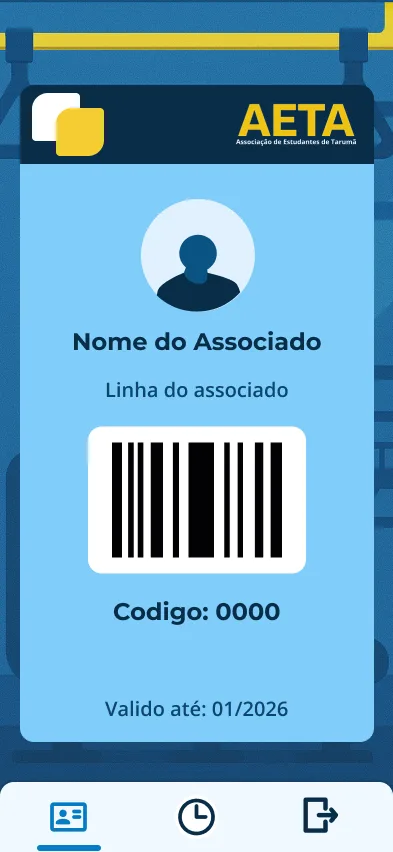 AETA
Associação de Estudantes de Tarumã
Nome do Associado
Linha do associado
Codigo: 0000
Valido até: 01/2026